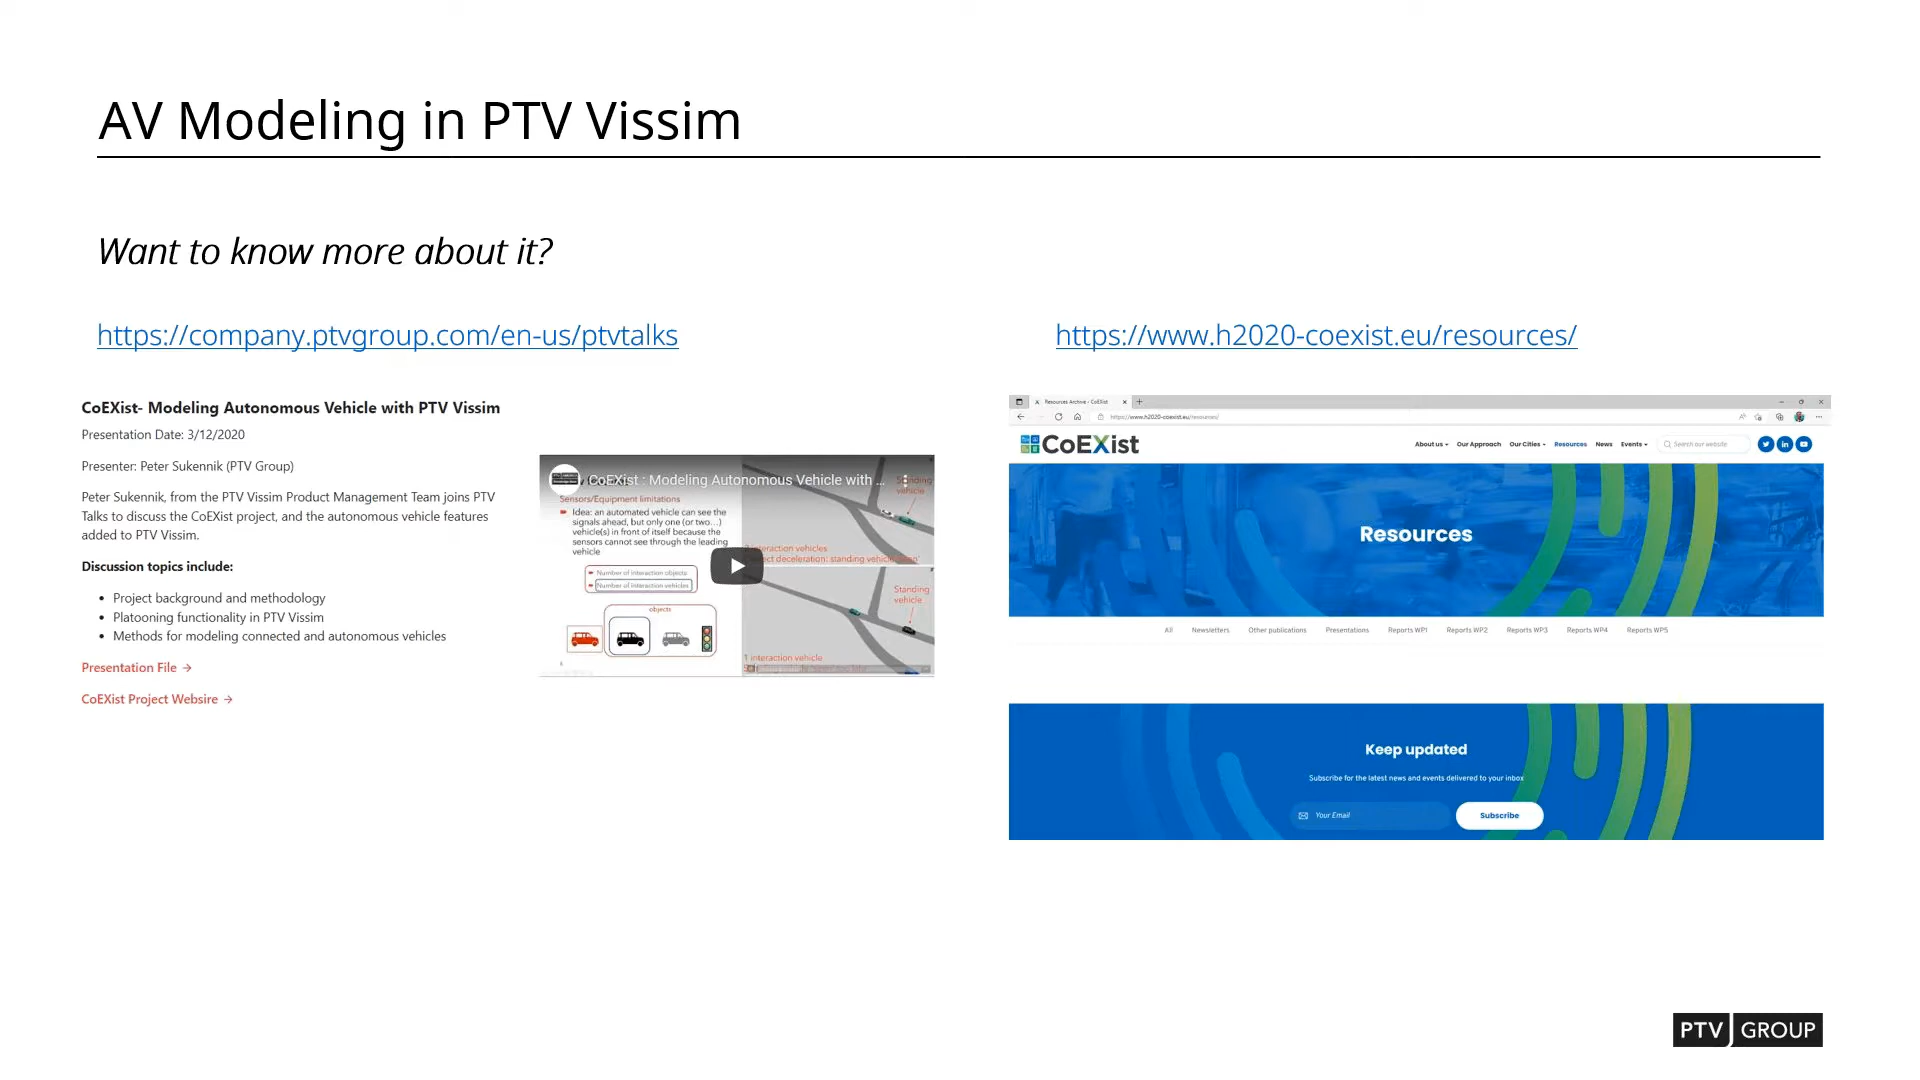 AV Modeling in PTV Vissim
Want to know more about it?
https://company.ptvgroup.com/en-us/ptvtalks
CoEXist- Modeling Autonomous Vehicle with PTV Vissim
Presentation Date: 3/12/2020
Presenter: Peter Sukennik (PTV Group)
Peter Sukennik, from the PTV Vissim Product Management Team joins PTV
Talks to discuss the CoEXist project, and the autonomous vehicle features
added to PTV Vissim.
Discussion topics include:
• Project background and methodology
• Platooning functionality in PTV Vissim
• Methods for modeling connected and autonomous vehicles
Presentation File →
CoEXist Project Websire →
CoEXist : Modeling Autonomous Vehicle with ...
Sensors/Equipment limitations
Idea: an automated vehicle can see the
signals ahead, but only one (or two...)
vehicle(s) in front of itself because the
sensors cannot see through the leading
vehicle
Number of interaction objects
Number of interaction vehicles
objects
6
Standing
vehicle
interaction vehicles
deceleration: standing vehicle
Standing
vehicle
1 interaction vehicle
https://www.h2020-coexist.eu/resources/
Resources Archive - CoEXist
https://www.h2020-coexist.eu/resources/
CoEXist
About us
Our Approach
Our Cities
Resources
News
Events
Search our website
Resources
All
Newsletters
Other publications
Presentations
Reports WP1
Reports WP2
Reports WP3
Reports WP4
Reports WP5
Keep updated
Subscribe for the latest news and events delivered to your inbox
Your Email
Subscribe
PTV GROUP